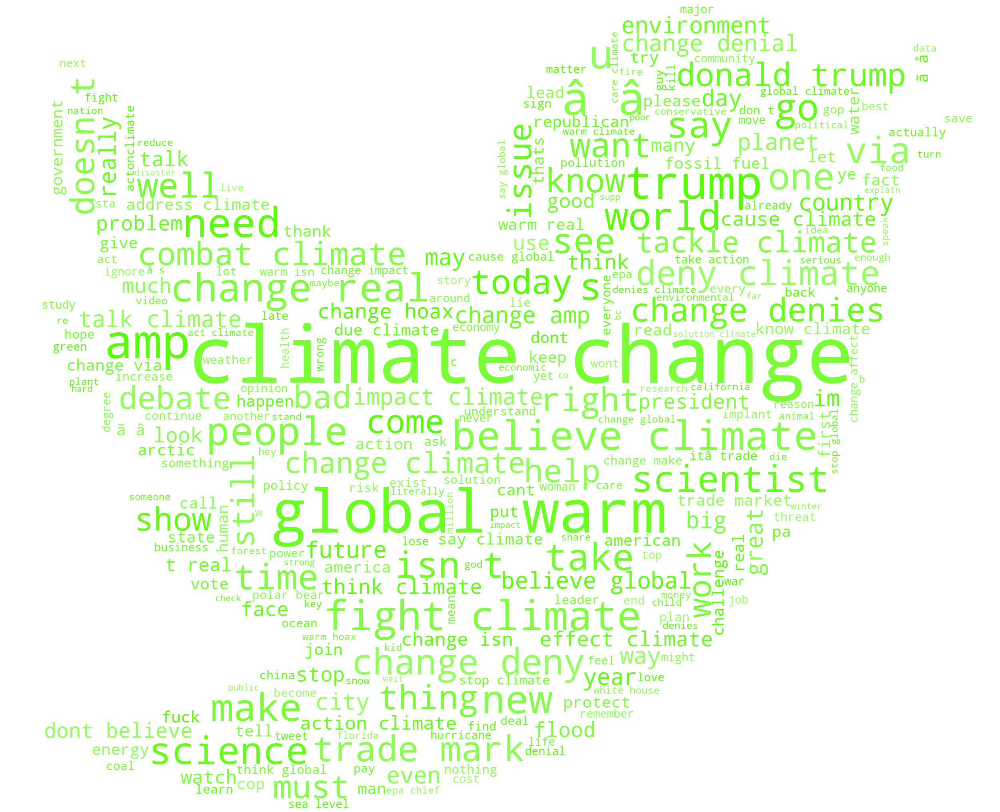 major
environment
change denial
care climate
u
try
community
data
ã å
next
matter
fire
guy
kill
donald trump
doesn t
fight
lead
â â
please
day
global climate
water
government
nation
really
actonclimate
sign
republican
poor
conservative
don t
go
gop
best
say
move
political
save
actually
reduce
talk
issue
warm climate
want
many
planet
let
via
turn
say global
thats
pollution
fossil fuel
disaster
well
live
know
trump
one
ye
fact
food
explain
sta
address climate
good
supp
world
already
country
problem
need
thank
warm real
cause climate
speak
idea
give
combat climate
use
see
tackle climate
act
may
cause global
think
take action
serious
enough
ignore
â s
lot
warm isn
change impact
epa
deny climate
much
change real
maybe
story
today
s
everyone
denies climate
every
anyone
video
around
lie
environmental
far
back
study
late
change hoax
change amp
bc
change denies
re
talk climate
hope
amp
act climate
due climate
economy
dont
read
solution climate
know climate
green
climate change
health
wrong
change affect
change via
weather
c
keep
economic
wont
increase
yet
co
b
plant
hard
debate
opinion
happen
bad
impact climate
right
research
california
president
reason
im
degree
continue
another
stand
understand
never
change global
implant
animal
ã â
look
people
come
believe climate
first
stop global
arctic
hey
action
ask
something
still
change climate
help
change make
itâ trade
die
policy
risk
exist
solution
scientist
someone
literally
cant
woman
care
call
human
w
global warm
million
put
impact
trade market
winter
show
big
great
threat
state
say climate
share
american
pa
business
forest
power
future
lose
real
t real
strong
america
isn t
god
take
top
work
challenge
vote
time
think climate
believe global
war
check
polar bear
key
mean
leader
end
money
child
job
face
fight climate
plan
ocean
denies
warm hoax
change isn
effect climate
join
kid
change deny
feel
way
might
china
stop
snow
wait
stop climate
year
love
public
become
white house
make
city
thing
new
protect
fuck
remember
dont believe
tell
action climate
find
deal
flood
tweet
florida
hurricane
energy
science
trade mark
life
denial
coal
think global
pay
nothing
watch
cop
even
cost
learn
must
man
epa chief
sea level